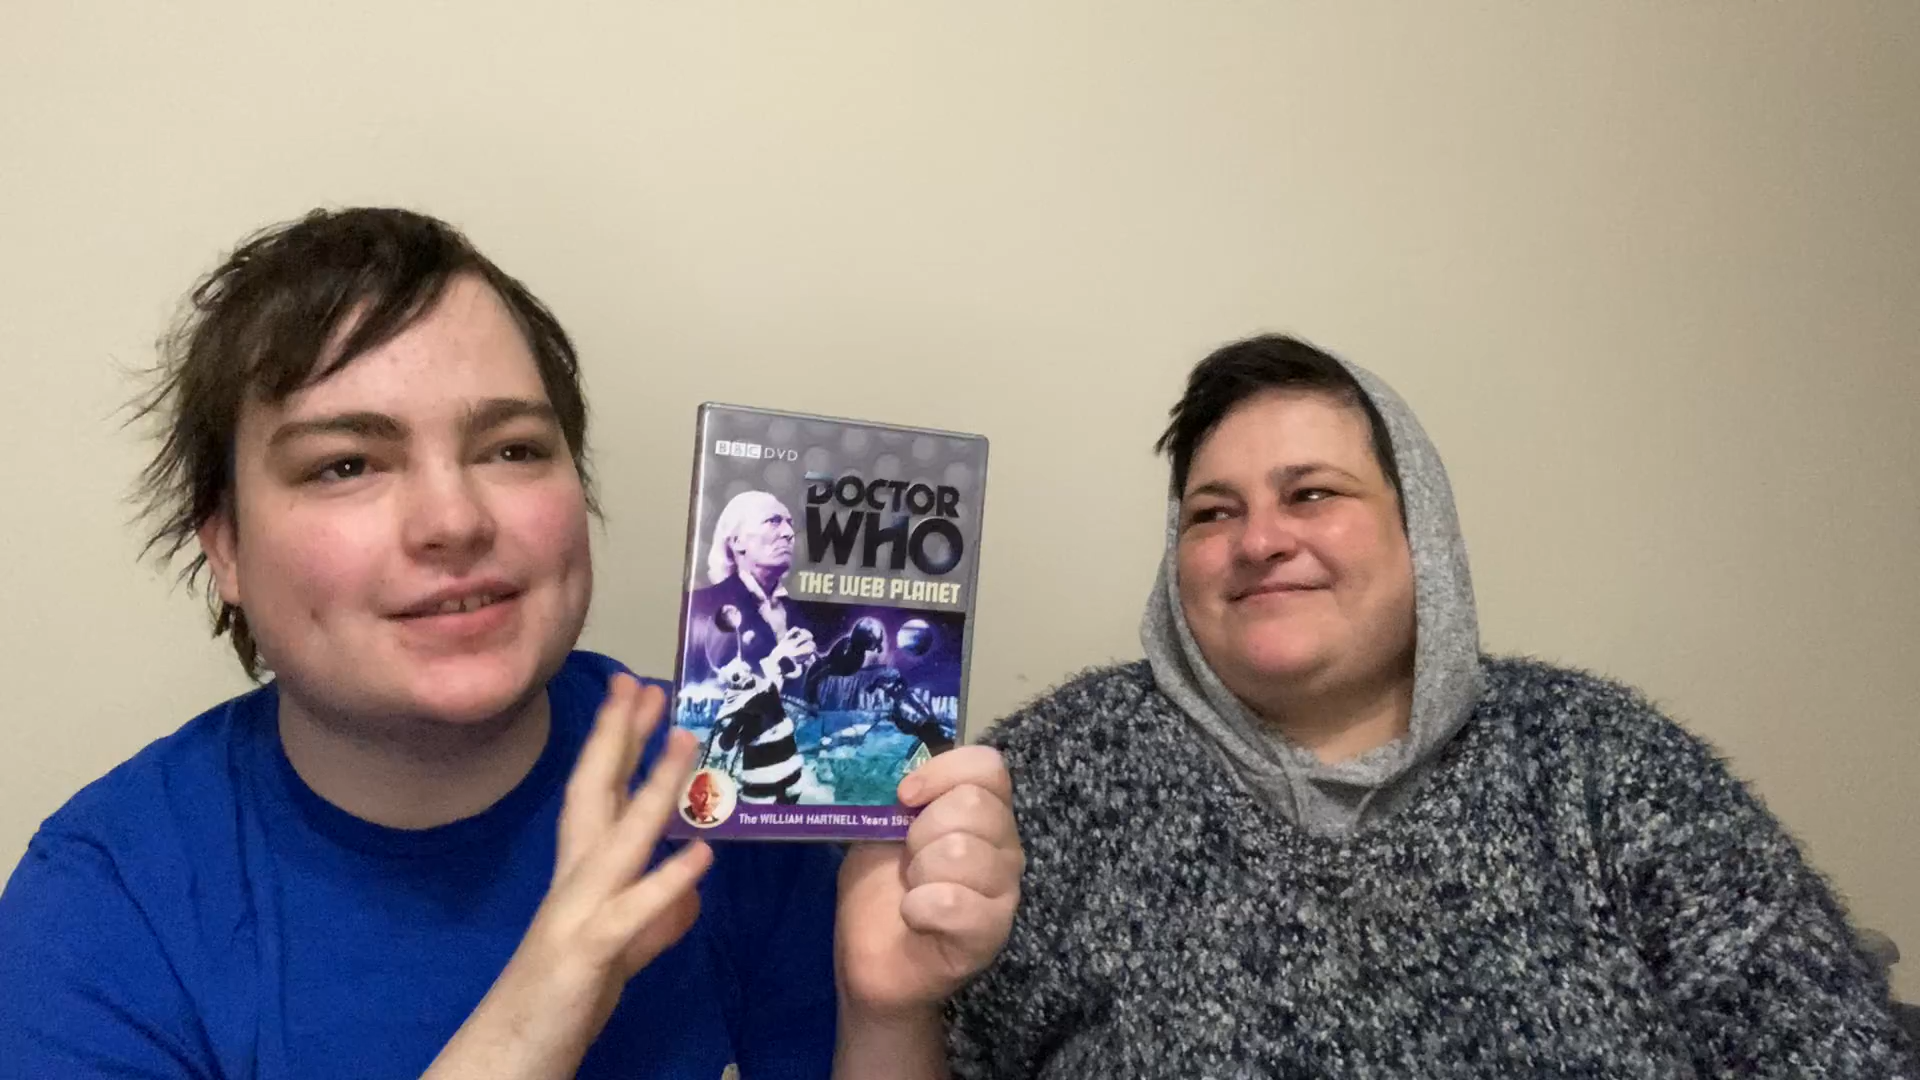 BBC DVD
DOCTOR
WHO
THE WEB PLANET
The WILLIAM HARTNELL Years